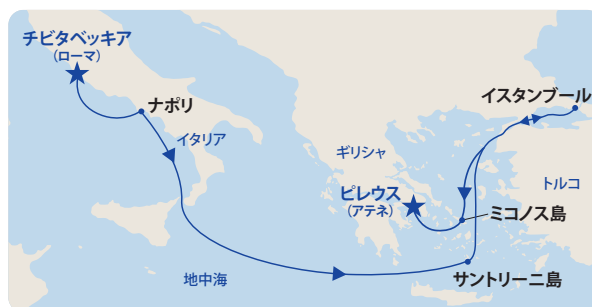 チビタベッキア
(ローマ)
ナポリ
イタリア
イスタンブール
ギリシャ
トルコ
ピレウス
(アテネ)
ミコノス島
サントリーニ島
地中海